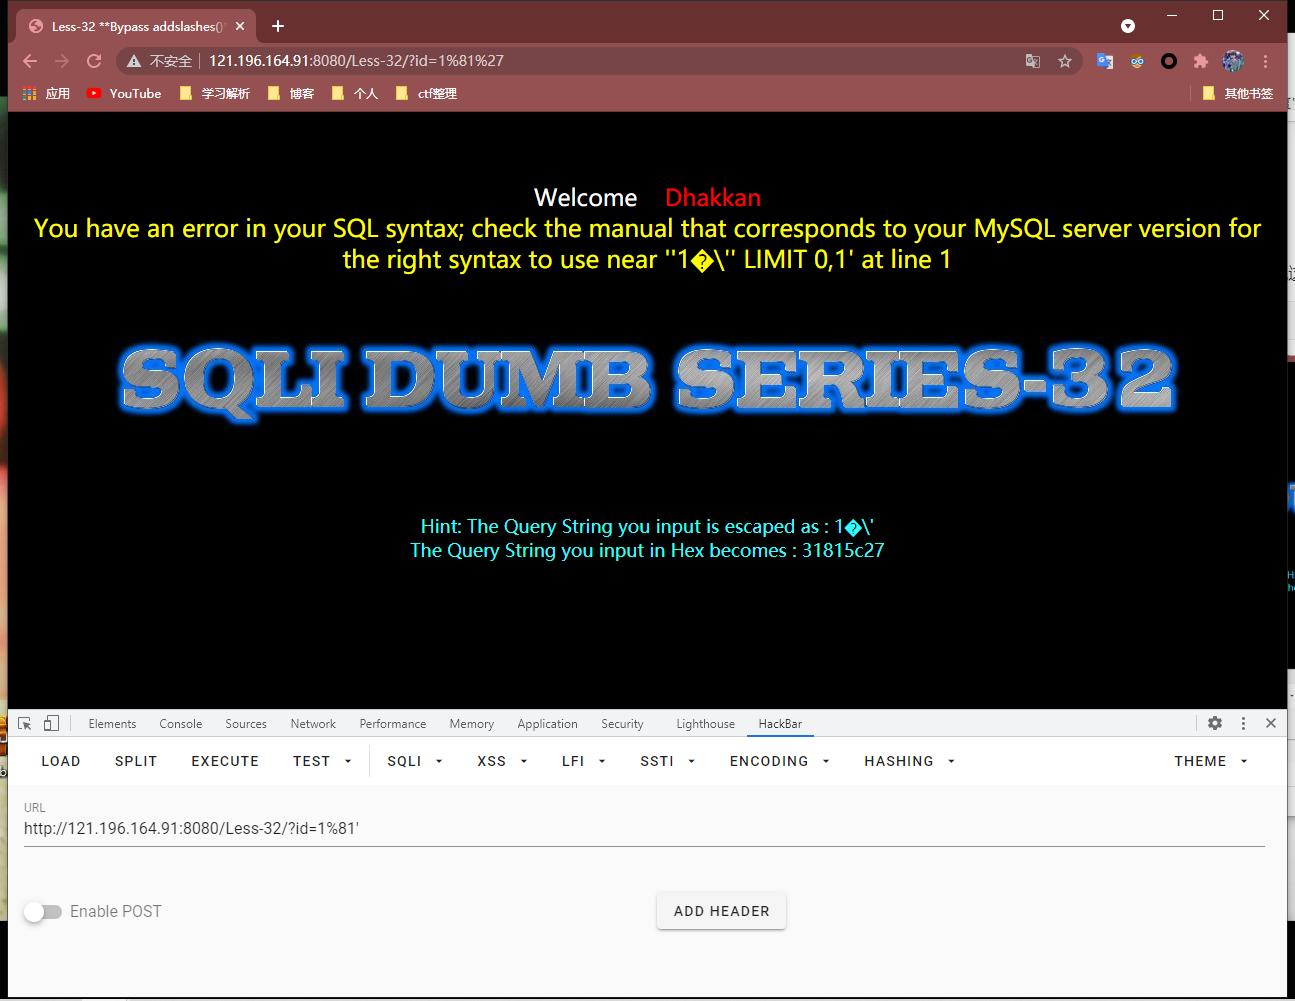 Less-32 **Bypass addslashes()*
不安全 121.196.164.91:8080/Less-32/?id=1%81%27
应用 YouTube 学习解析 博客 个人 ctf整理 其他书签
Welcome Dhakkan
You have an error in your SQL syntax; check the manual that corresponds to your MySQL server version for
the right syntax to use near ''1�\'' LIMIT 0,1' at line 1
SQLI DUMB SERIES-32
Hint: The Query String you input is escaped as : 1�\'
The Query String you input in Hex becomes : 31815c27
Elements Console Sources Network Performance Memory Application Security Lighthouse HackBar
LOAD SPLIT EXECUTE TEST SQLI XSS LFI SSTI ENCODING HASHING THEME
URL
http://121.196.164.91:8080/Less-32/?id=1%81'
Enable POST ADD HEADER